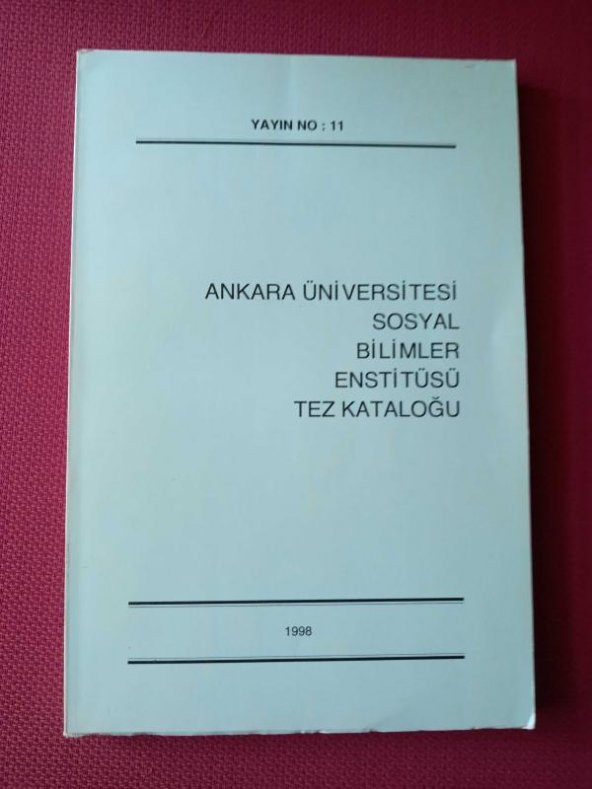 YAYIN NO : 11
ANKARA ÜNİVERSİTESİ
SOSYAL
BİLİMLER
ENSTİTÜSÜ
TEZ KATALOĞU
1998